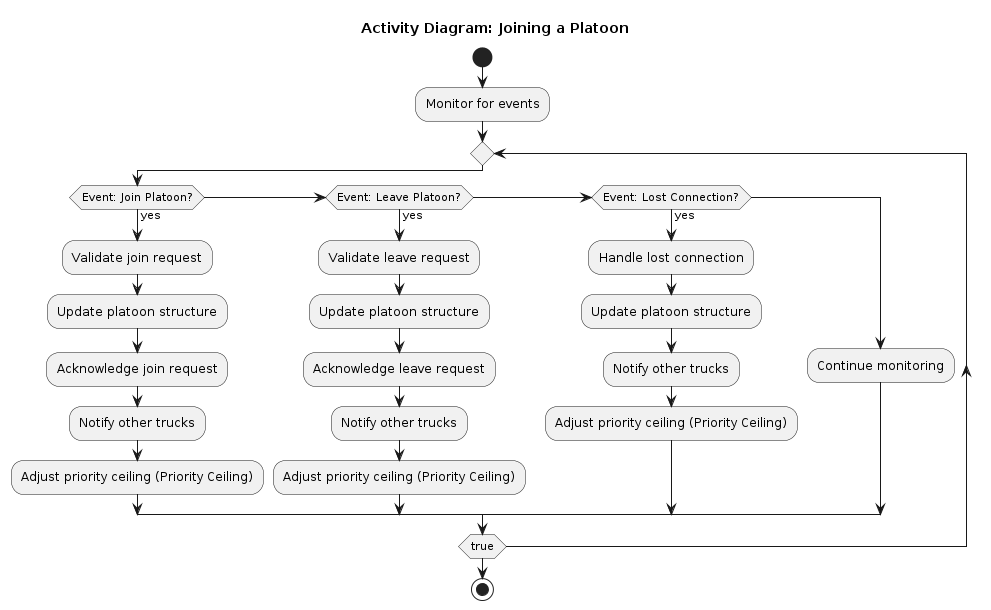 Activity Diagram: Joining a Platoon
Monitor for events
Event: Join Platoon?
Event: Leave Platoon?
Event: Lost Connection?
yes
yes
yes
Validate join request
Validate leave request
Handle lost connection
Update platoon structure
Update platoon structure
Update platoon structure
Acknowledge join request
Acknowledge leave request
Notify other trucks
Continue monitoring
Notify other trucks
Notify other trucks
Adjust priority ceiling (Priority Ceiling)
Adjust priority ceiling (Priority Ceiling)
Adjust priority ceiling (Priority Ceiling)
true